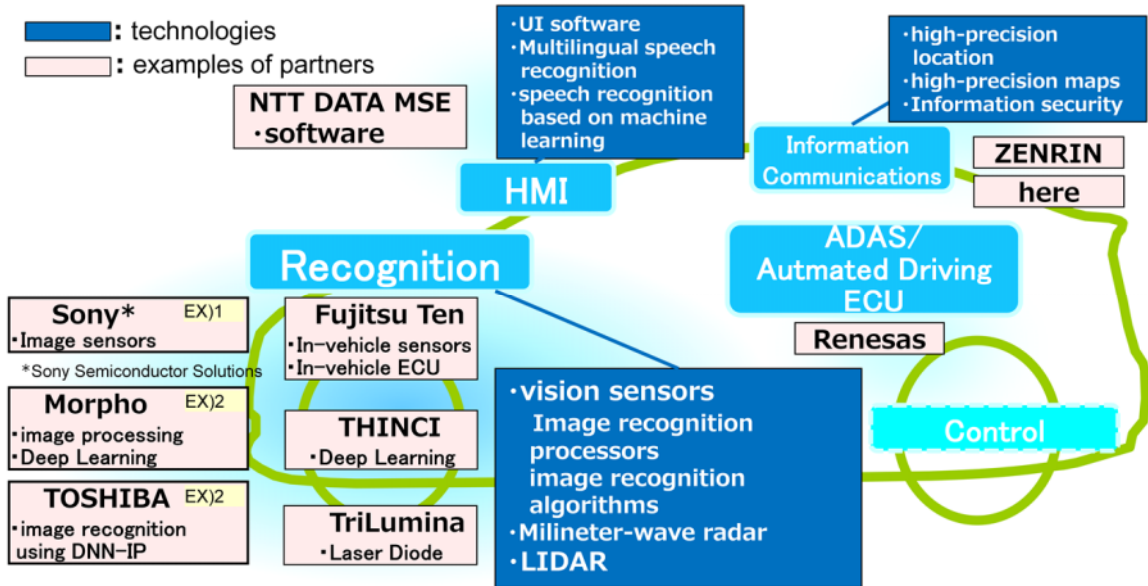 : technologies
: examples of partners
NTT DATA MSE
・software
・UI software
・Multilingual speech
recognition
・speech recognition
based on machine
learning
・high-precision
location
・high-precision maps
・Information security
HMI
Information
Communications
ZENRIN
here
Recognition
ADAS/
Autmated Driving
ECU
Renesas
Control
Sony* EX)1
・Image sensors
*Sony Semiconductor Solutions
Morpho EX)2
・image processing
・Deep Learning
TOSHIBA EX)2
・image recognition
using DNN-IP
Fujitsu Ten
・In-vehicle sensors
・In-vehicle ECU
THINCI
・Deep Learning
TriLumina
・Laser Diode
・vision sensors
Image recognition
processors
image recognition
algorithms
・Milineter-wave radar
・LIDAR